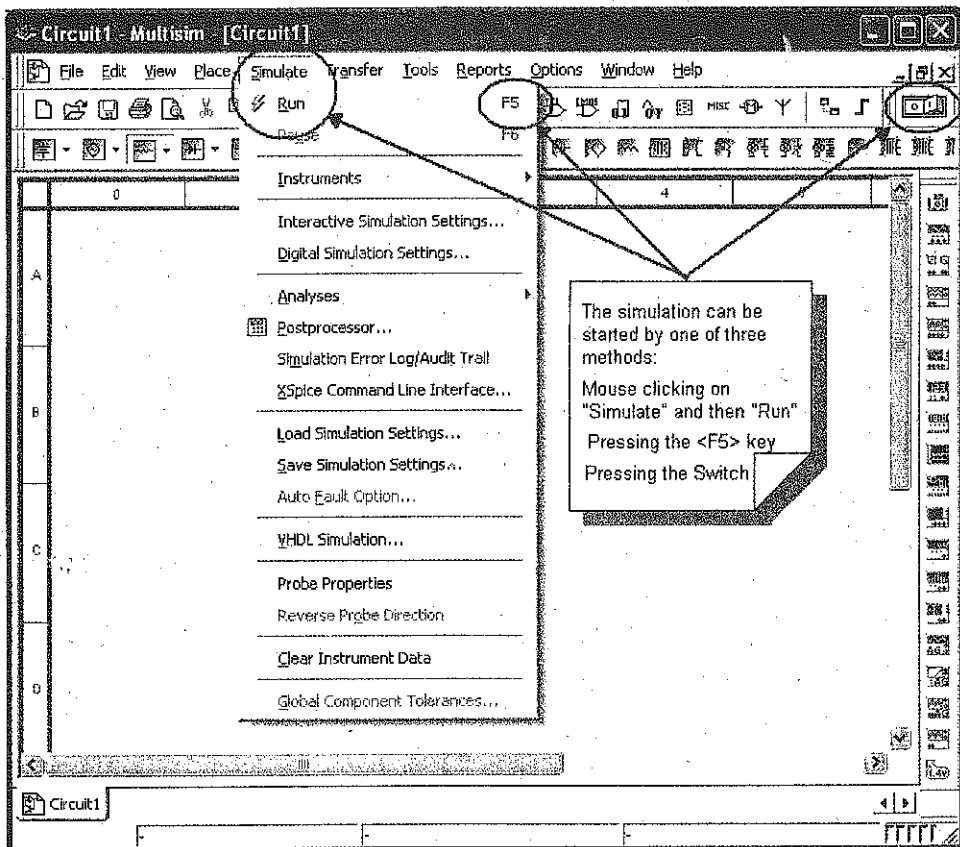 Circuit1 - Multisim - [Circuit1]
File Edit View Place Simulate Transfer Tools Reports Options Window Help
Run F5
MISC
Pause F6
Instruments
0 4
Interactive Simulation Settings...
Digital Simulation Settings...
A
Analyses
Postprocessor...
Simulation Error Log/Audit Trail
XSpice Command Line Interface...
B
Load Simulation Settings...
Save Simulation Settings...
Auto Fault Option...
C
VHDL Simulation...
Probe Properties
Reverse Probe Direction
Clear Instrument Data
D
Global Component Tolerances...
The simulation can be
started by one of three
methods:
Mouse clicking on
"Simulate" and then "Run"
Pressing the <F5> key
Pressing the Switch
1.4v
Circuit1